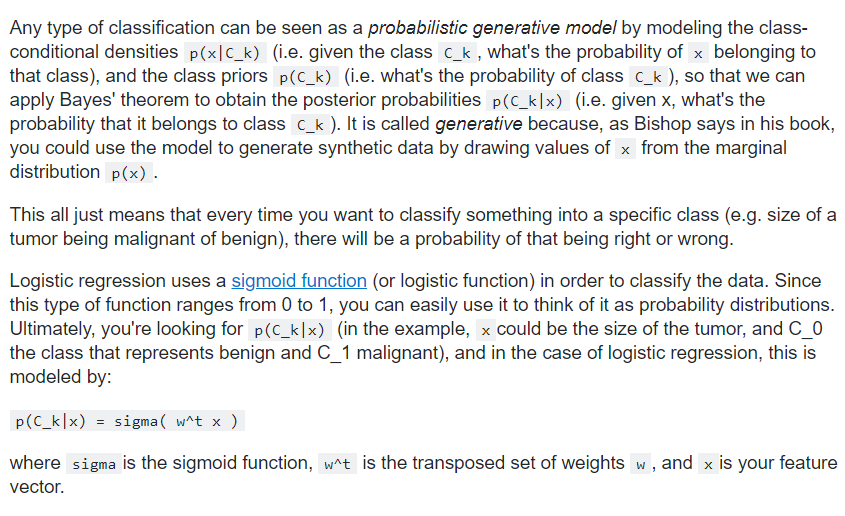 Any type of classification can be seen as a probabilistic generative model by modeling the class-
conditional densities p(x|C_k) (i.e. given the class C_k , what's the probability of x belonging to
that class), and the class priors p(C_k) (i.e. what's the probability of class C_k ), so that we can
apply Bayes' theorem to obtain the posterior probabilities p(C_k|x) (i.e. given x, what's the
probability that it belongs to class C_k ). It is called generative because, as Bishop says in his book,
you could use the model to generate synthetic data by drawing values of x from the marginal
distribution p(x) .
This all just means that every time you want to classify something into a specific class (e.g. size of a
tumor being malignant of benign), there will be a probability of that being right or wrong.
Logistic regression uses a sigmoid function (or logistic function) in order to classify the data. Since
this type of function ranges from 0 to 1, you can easily use it to think of it as probability distributions.
Ultimately, you're looking for p(C_k|x) (in the example, x could be the size of the tumor, and C_0
the class that represents benign and C_1 malignant), and in the case of logistic regression, this is
modeled by:
p(C_k|x) = sigma( w^t x )
where sigma is the sigmoid function, w^t is the transposed set of weights w , and x is your feature
vector.